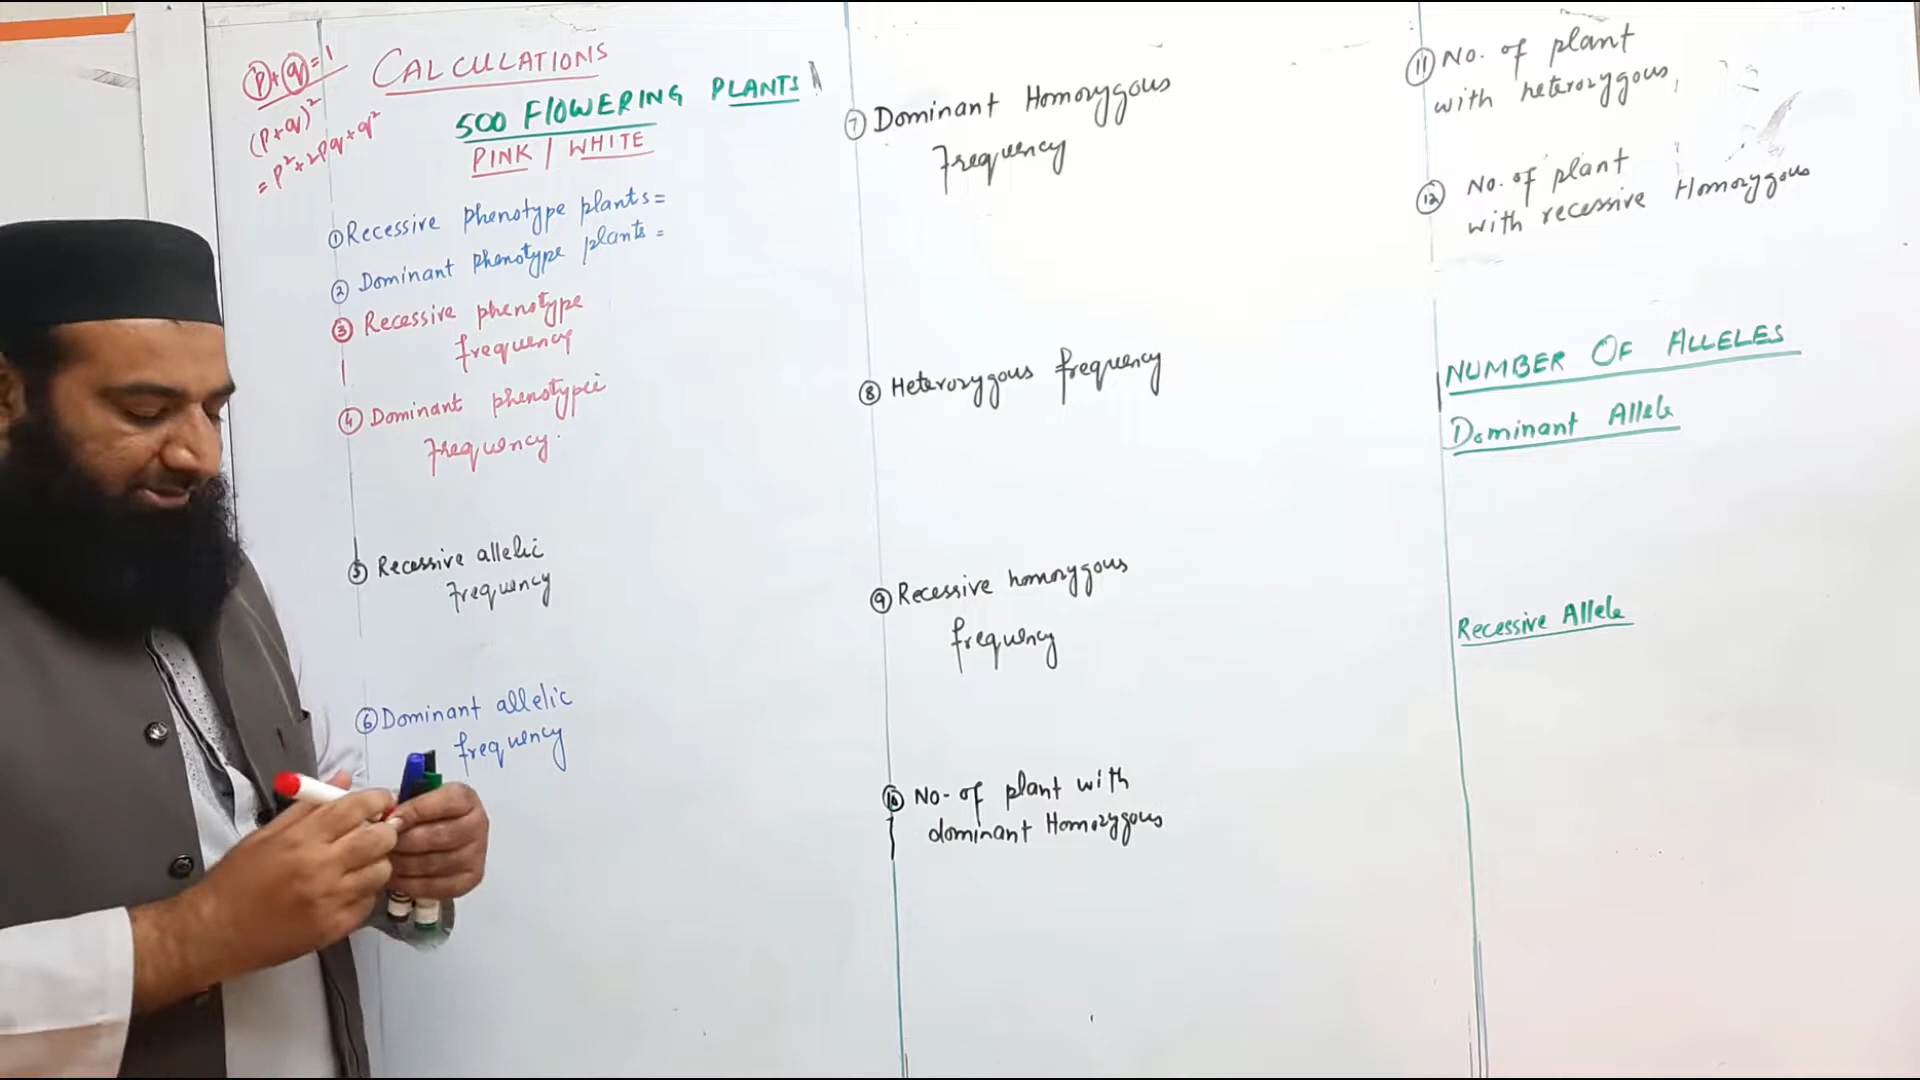 p+q=1
(p+q)²
= p²+2pq+q²
CALCULATIONS
500 FlOWERING PLANTS
PINK / WHITE
① Recessive phenotype plants=
② Dominant phenotype plants=
③ Recessive phenotype
frequency
④ Dominant phenotypic
Frequency.
⑤ Recessive allelic
Frequency
⑥ Dominant allelic
frequency
⑦ Dominant Homozygous
Frequency
⑧ Heterozygous frequency
⑨ Recessive homozygous
frequency
⑩ No- of plant with
dominant Homozygous
⑪ No. of plant
with heterozygous,
⑫ No. of plant
with recessive Homozygous
NUMBER OF ALLELES
Dominant Allele
Recessive Allele